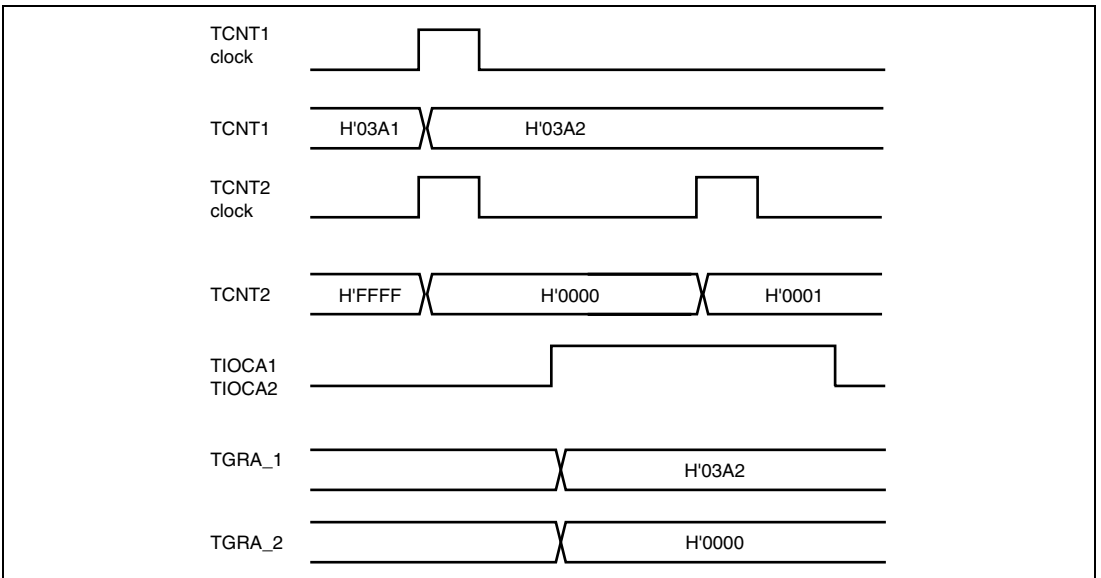 TCNT1
clock
TCNT1 H'03A1 H'03A2
TCNT2
clock
TCNT2 H'FFFF H'0000 H'0001
TIOCA1
TIOCA2
TGRA_1 H'03A2
TGRA_2 H'0000